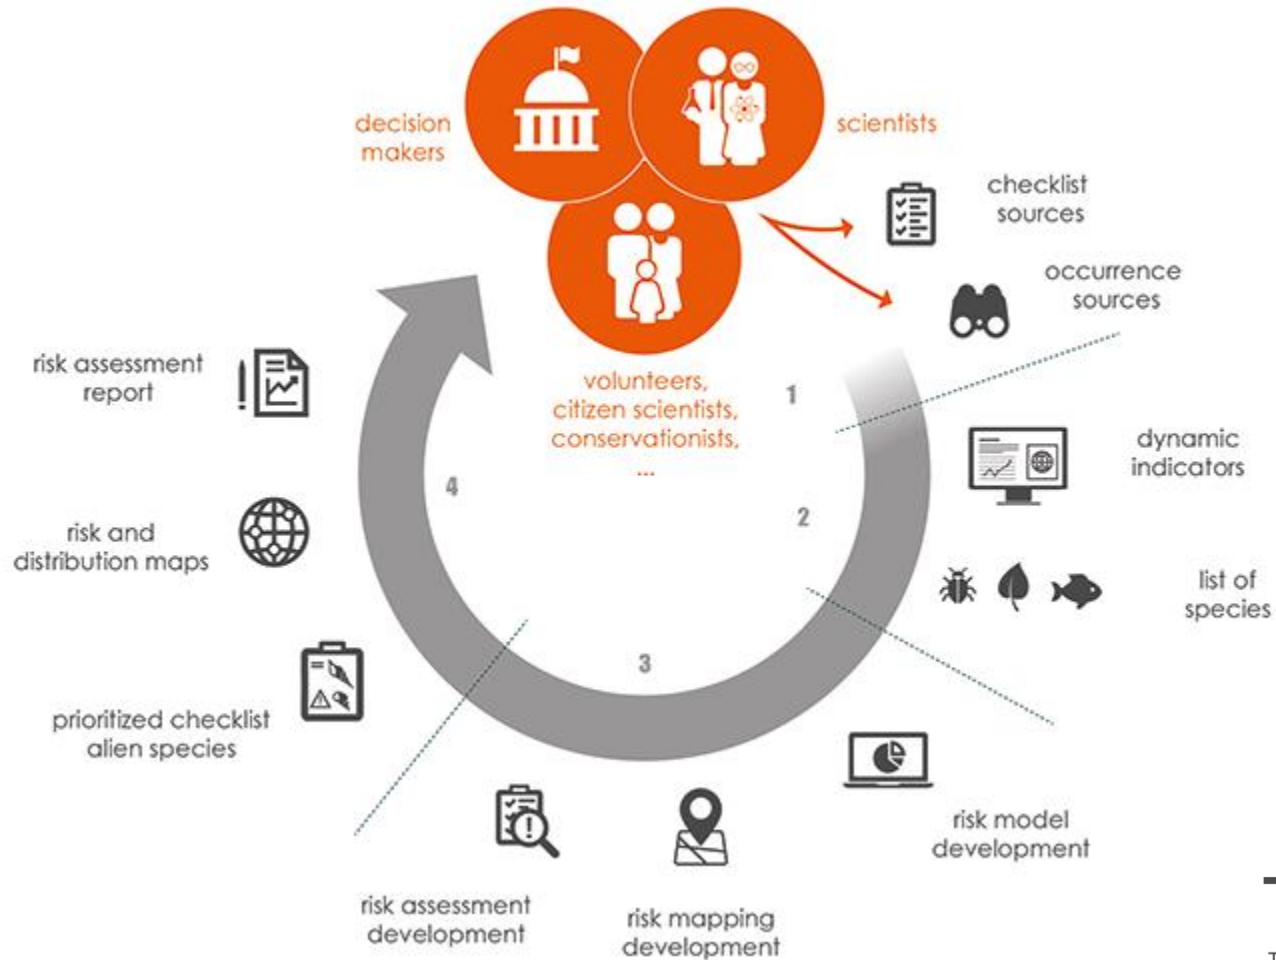 decision
makers
scientists
checklist
sources
occurrence
sources
volunteers,
citizen scientists,
conservationists,
...
1
dynamic
indicators
2
list of
species
risk model
development
3
risk mapping
development
risk assessment
development
prioritized checklist
alien species
risk and
distribution maps
4
risk assessment
report